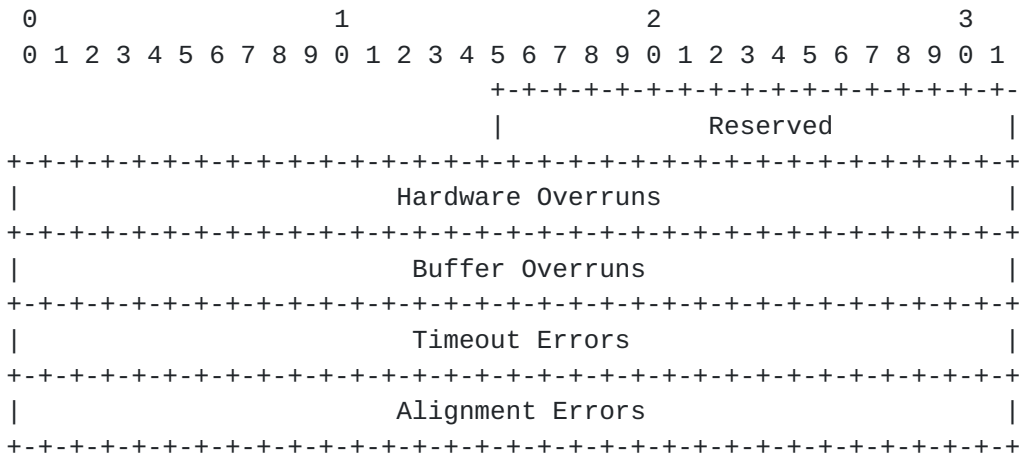 0                   1                   2                   3
0 1 2 3 4 5 6 7 8 9 0 1 2 3 4 5 6 7 8 9 0 1 2 3 4 5 6 7 8 9 0 1
+-+-+-+-+-+-+-+-+-+-+-+-+-+-+-+-+-
|             Reserved           |
+-+-+-+-+-+-+-+-+-+-+-+-+-+-+-+-+-+-+-+-+-+-+-+-+-+-+-+-+-+-+-+-+
|                        Hardware Overruns                      |
+-+-+-+-+-+-+-+-+-+-+-+-+-+-+-+-+-+-+-+-+-+-+-+-+-+-+-+-+-+-+-+-+
|                         Buffer Overruns                       |
+-+-+-+-+-+-+-+-+-+-+-+-+-+-+-+-+-+-+-+-+-+-+-+-+-+-+-+-+-+-+-+-+
|                         Timeout Errors                        |
+-+-+-+-+-+-+-+-+-+-+-+-+-+-+-+-+-+-+-+-+-+-+-+-+-+-+-+-+-+-+-+-+
|                        Alignment Errors                       |
+-+-+-+-+-+-+-+-+-+-+-+-+-+-+-+-+-+-+-+-+-+-+-+-+-+-+-+-+-+-+-+-+